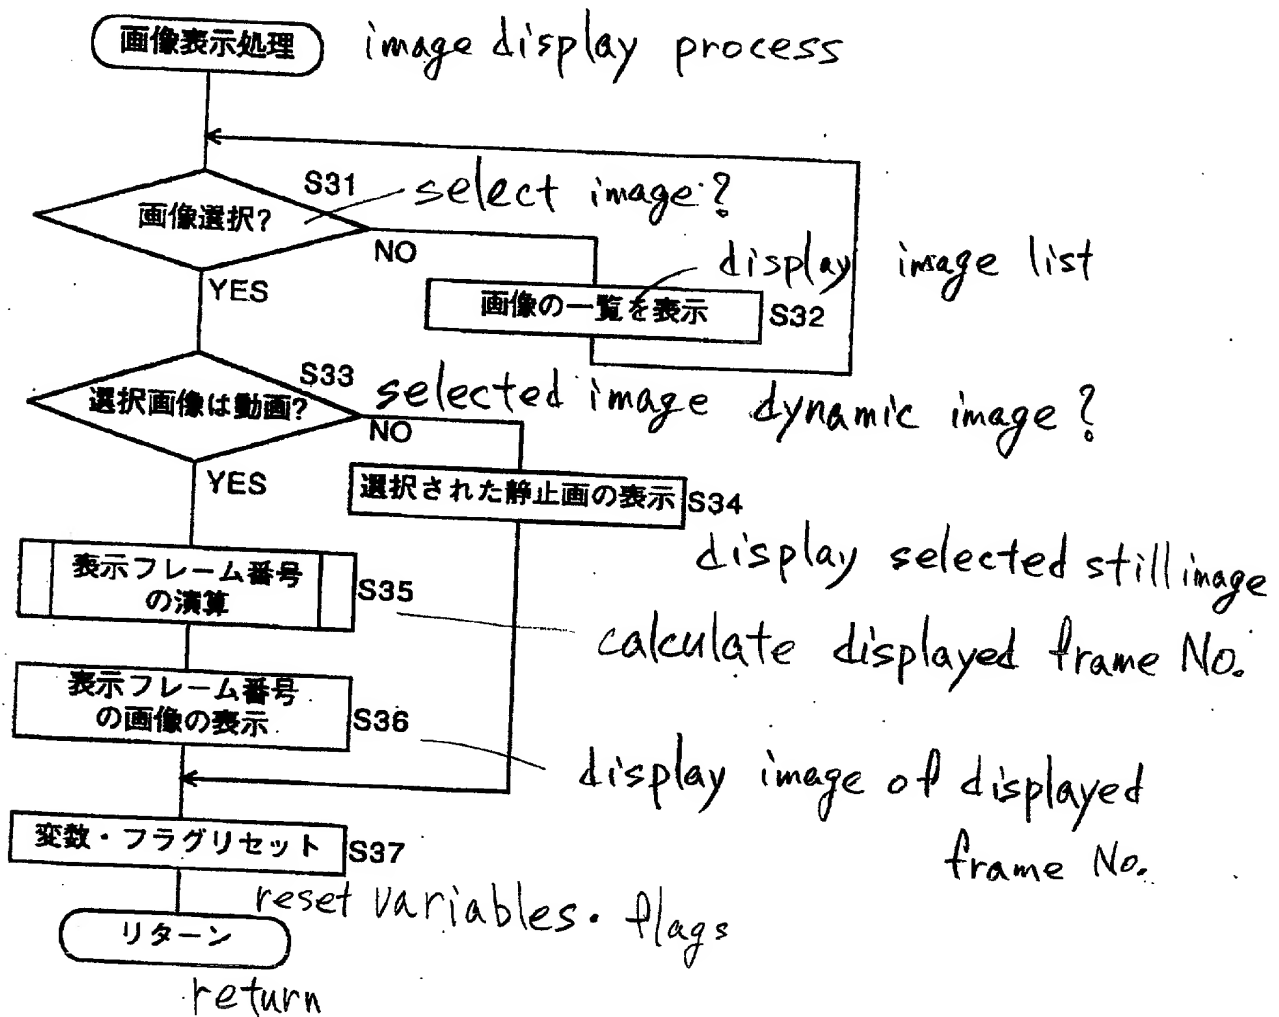 画像表示処理
image display process
S31
select image?
画像選択?
NO
display image list
YES
画像の一覧を表示
S32
S33
selected image dynamic image?
選択画像は動画?
NO
YES
選択された静止画の表示
S34
display selected still image
表示フレーム番号
の演算
S35
calculate displayed frame No.
表示フレーム番号
の画像の表示
S36
display image of displayed
frame No.
変数・フラグリセット
S37
reset variables・flags
リターン
return